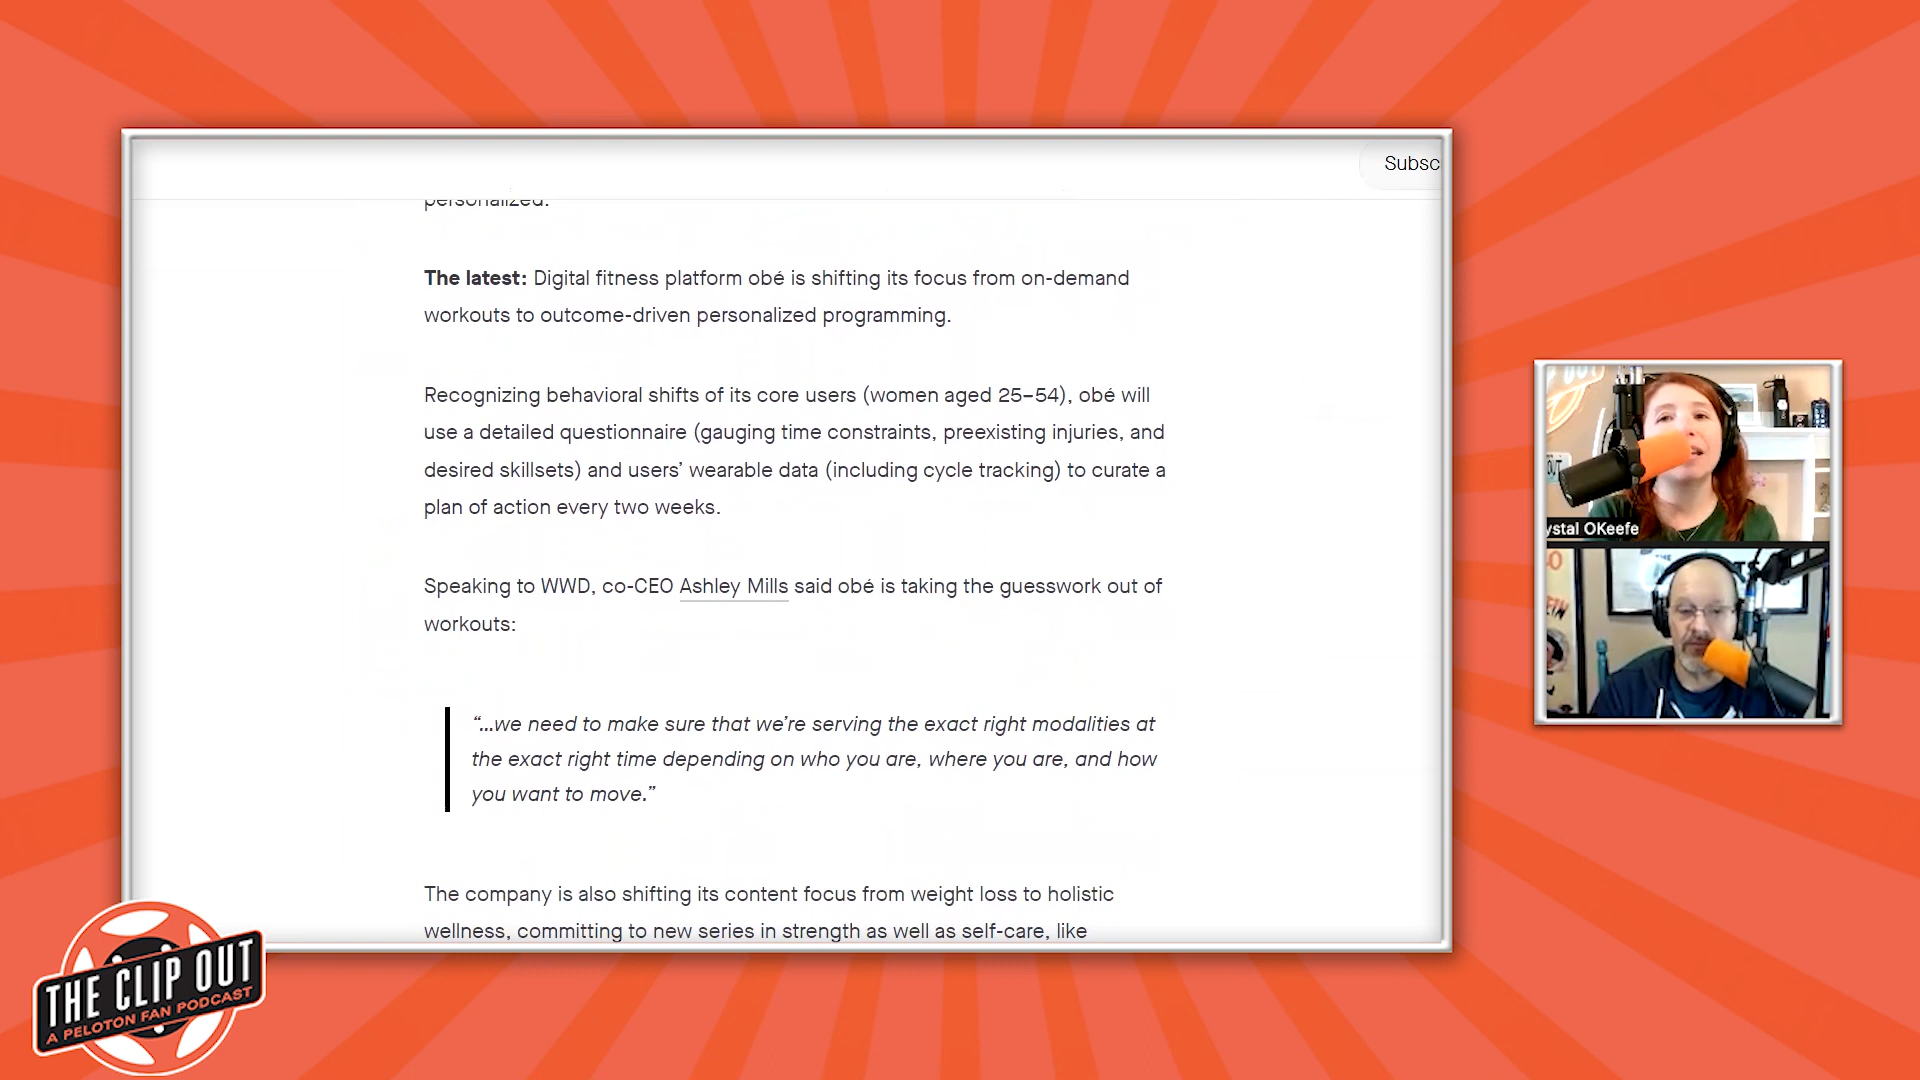 Subsc
personalized.
The latest: Digital fitness platform obé is shifting its focus from on-demand
workouts to outcome-driven personalized programming.
Recognizing behavioral shifts of its core users (women aged 25–54), obé will
use a detailed questionnaire (gauging time constraints, preexisting injuries, and
desired skillsets) and users’ wearable data (including cycle tracking) to curate a
plan of action every two weeks.
Speaking to WWD, co-CEO Ashley Mills said obé is taking the guesswork out of
workouts:
“...we need to make sure that we’re serving the exact right modalities at
the exact right time depending on who you are, where you are, and how
you want to move.”
The company is also shifting its content focus from weight loss to holistic
wellness, committing to new series in strength as well as self-care, like
ystal OKeefe
THE CLIP OUT
A PELOTON FAN PODCAST